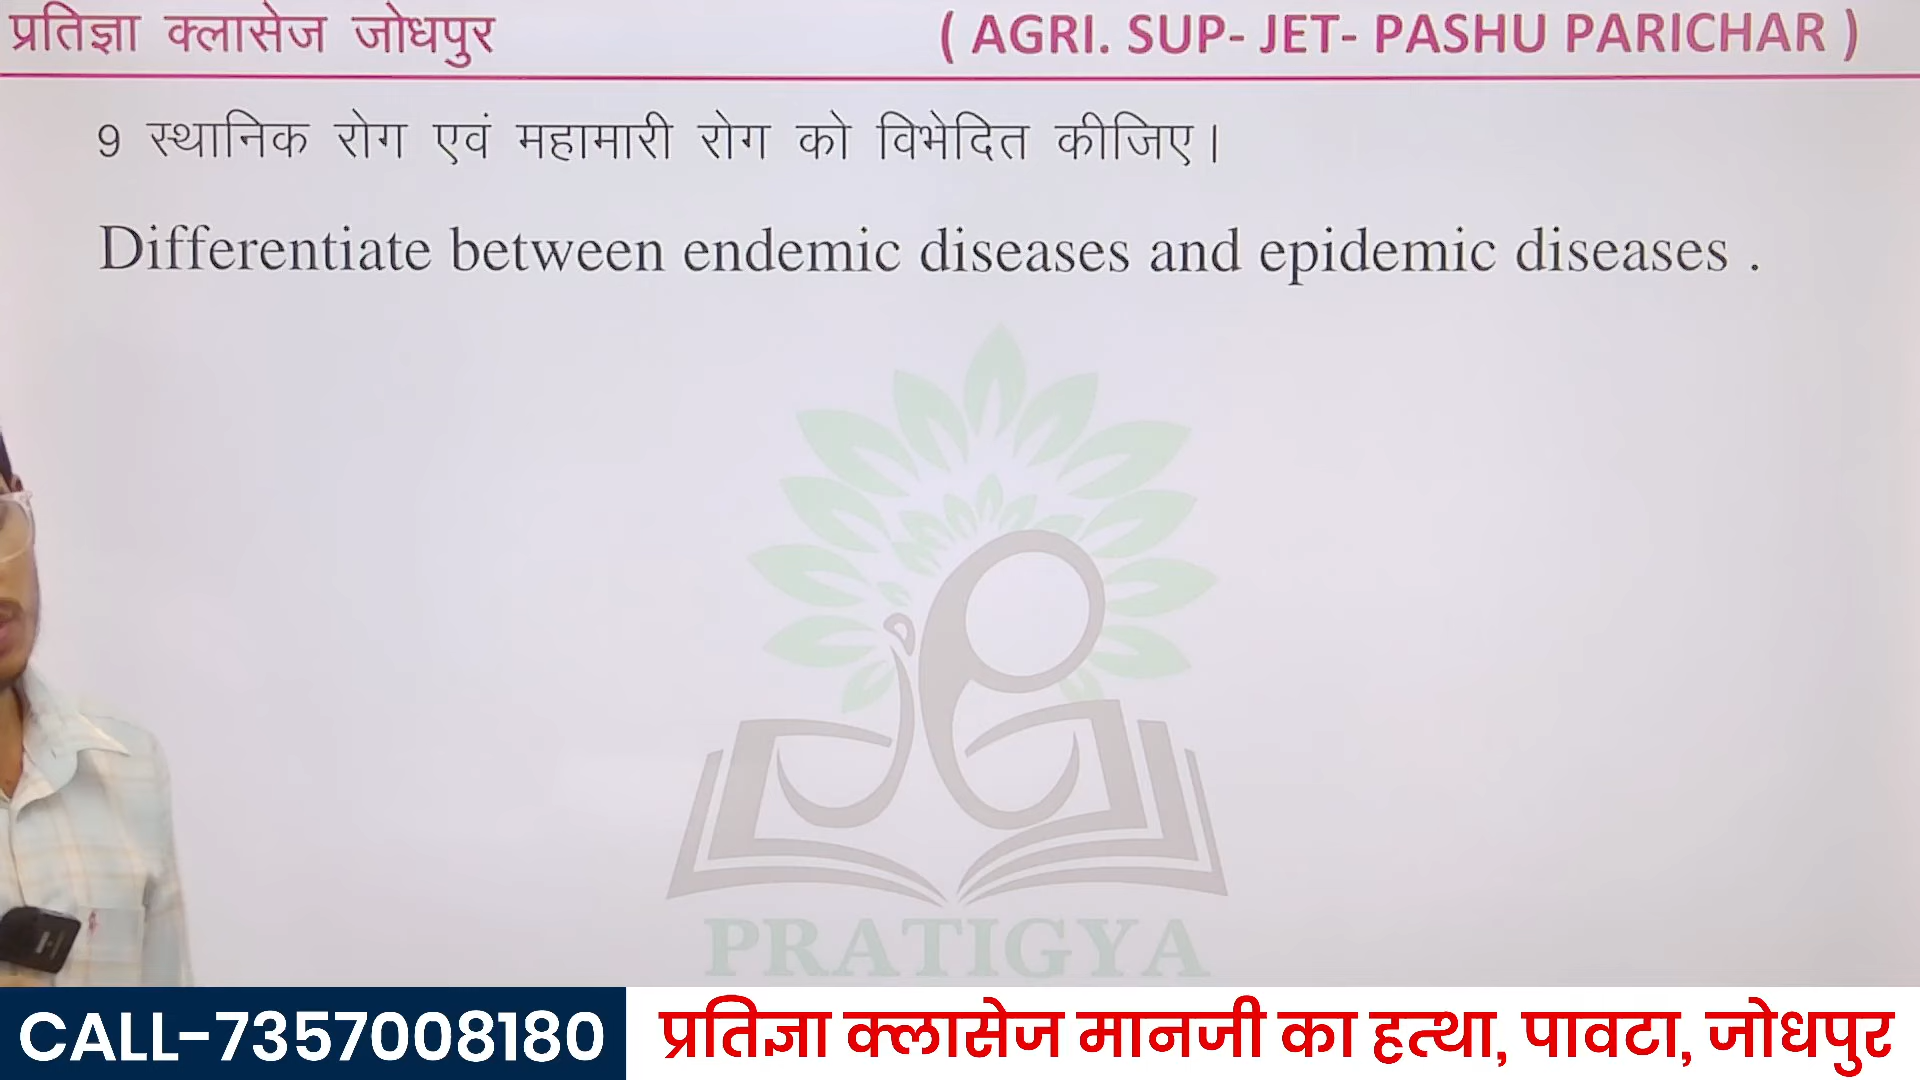 प्रतिज्ञा क्लासेज जोधपुर
( AGRI. SUP- JET- PASHU PARICHAR )
9 स्थानिक रोग एवं महामारी रोग को विभेदित कीजिए।
Differentiate between endemic diseases and epidemic diseases .
PRATIGYA
CALL-7357008180
प्रतिज्ञा क्लासेज मानजी का हत्था, पावटा, जोधपुर